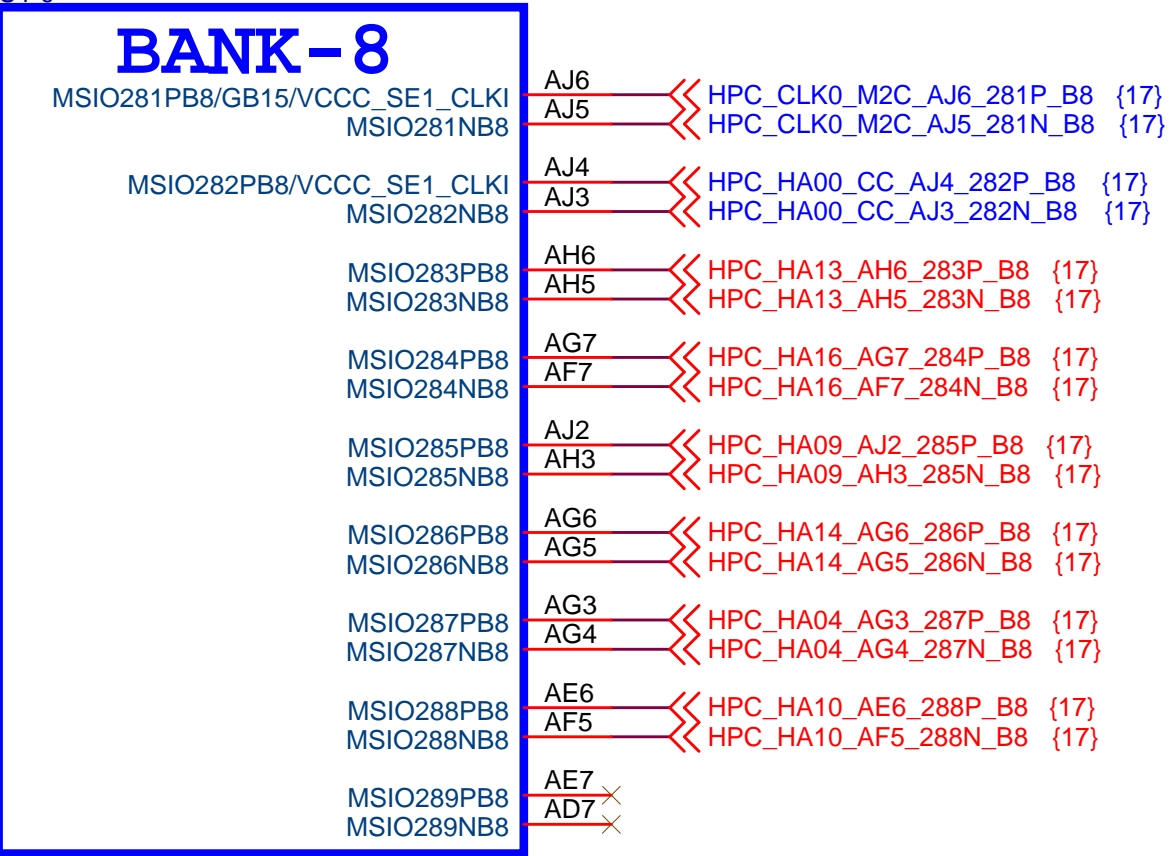 BANK-8
MSIO281PB8/GB15/VCCC_SE1_CLKI AJ6 HPC_CLK0_M2C_AJ6_281P_B8 {17}
MSIO281NB8 AJ5 HPC_CLK0_M2C_AJ5_281N_B8 {17}
MSIO282PB8/VCCC_SE1_CLKI AJ4 HPC_HA00_CC_AJ4_282P_B8 {17}
MSIO282NB8 AJ3 HPC_HA00_CC_AJ3_282N_B8 {17}
MSIO283PB8 AH6 HPC_HA13_AH6_283P_B8 {17}
MSIO283NB8 AH5 HPC_HA13_AH5_283N_B8 {17}
MSIO284PB8 AG7 HPC_HA16_AG7_284P_B8 {17}
MSIO284NB8 AF7 HPC_HA16_AF7_284N_B8 {17}
MSIO285PB8 AJ2 HPC_HA09_AJ2_285P_B8 {17}
MSIO285NB8 AH3 HPC_HA09_AH3_285N_B8 {17}
MSIO286PB8 AG6 HPC_HA14_AG6_286P_B8 {17}
MSIO286NB8 AG5 HPC_HA14_AG5_286N_B8 {17}
MSIO287PB8 AG3 HPC_HA04_AG3_287P_B8 {17}
MSIO287NB8 AG4 HPC_HA04_AG4_287N_B8 {17}
MSIO288PB8 AE6 HPC_HA10_AE6_288P_B8 {17}
MSIO288NB8 AF5 HPC_HA10_AF5_288N_B8 {17}
MSIO289PB8 AE7
MSIO289NB8 AD7